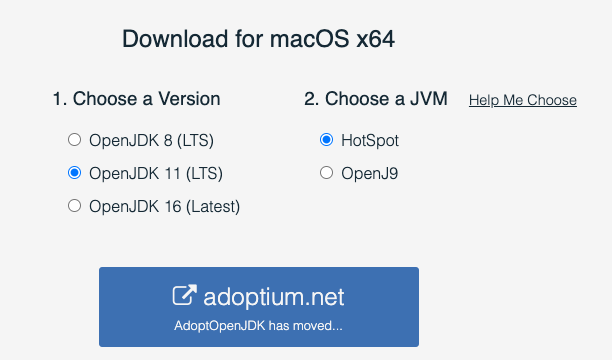 Download for macOS x64
1. Choose a Version
2. Choose a JVM
Help Me Choose
OpenJDK 8 (LTS)
OpenJDK 11 (LTS)
OpenJDK 16 (Latest)
HotSpot
OpenJ9
adoptium.net
AdoptOpenJDK has moved...